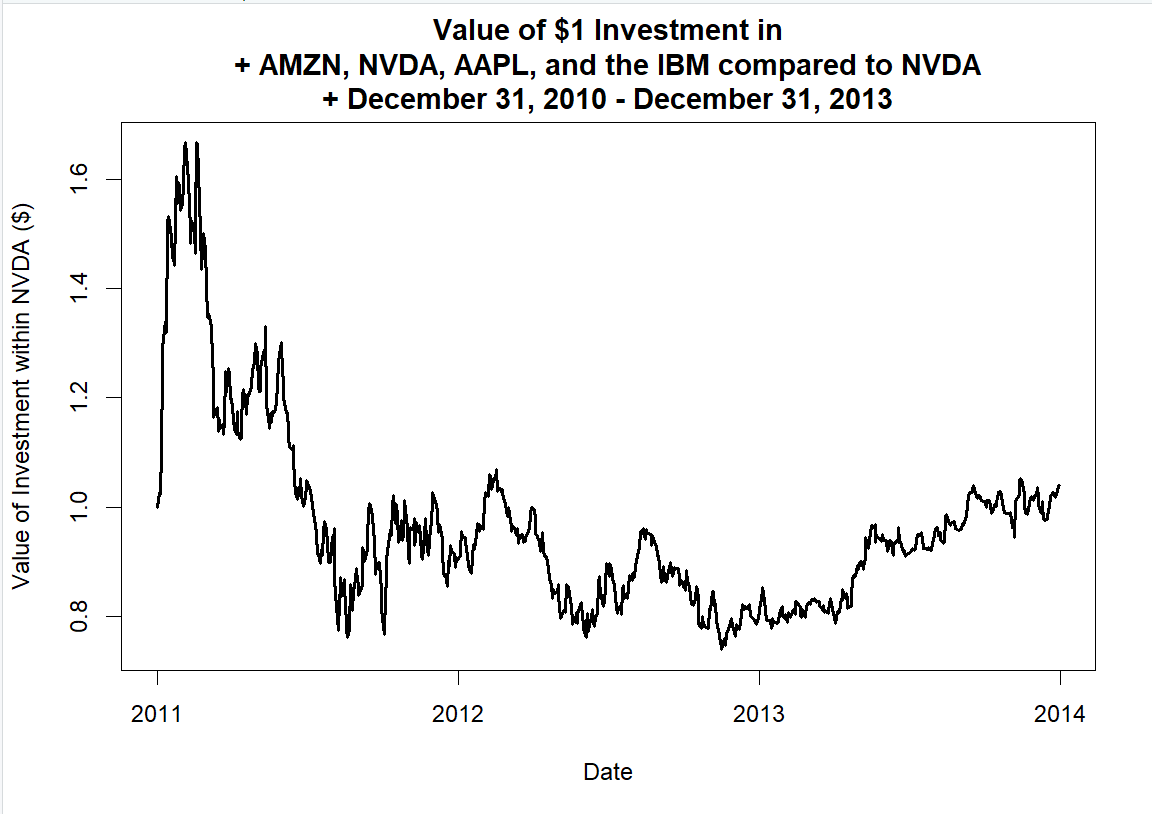 Value of $1 Investment in
+ AMZN, NVDA, AAPL, and the IBM compared to NVDA
+ December 31, 2010 - December 31, 2013
Value of Investment within NVDA ($)
1.6
1.4
1.2
1.0
0.8
2011 2012 2013 2014
Date